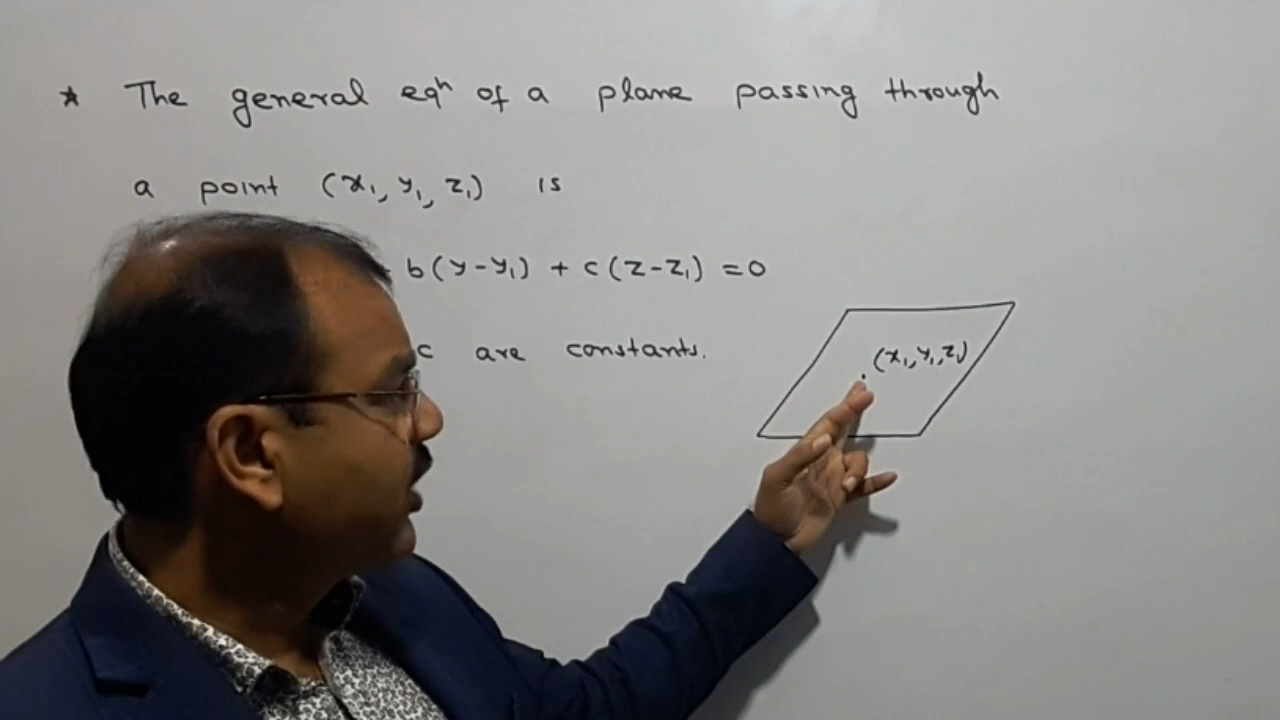 * The general eqⁿ of a plane passing through
a point (x₁, y₁, z₁) is
b(y-y₁) + c(z-z₁) = 0
c are constants.
(x₁, y₁, z₁)